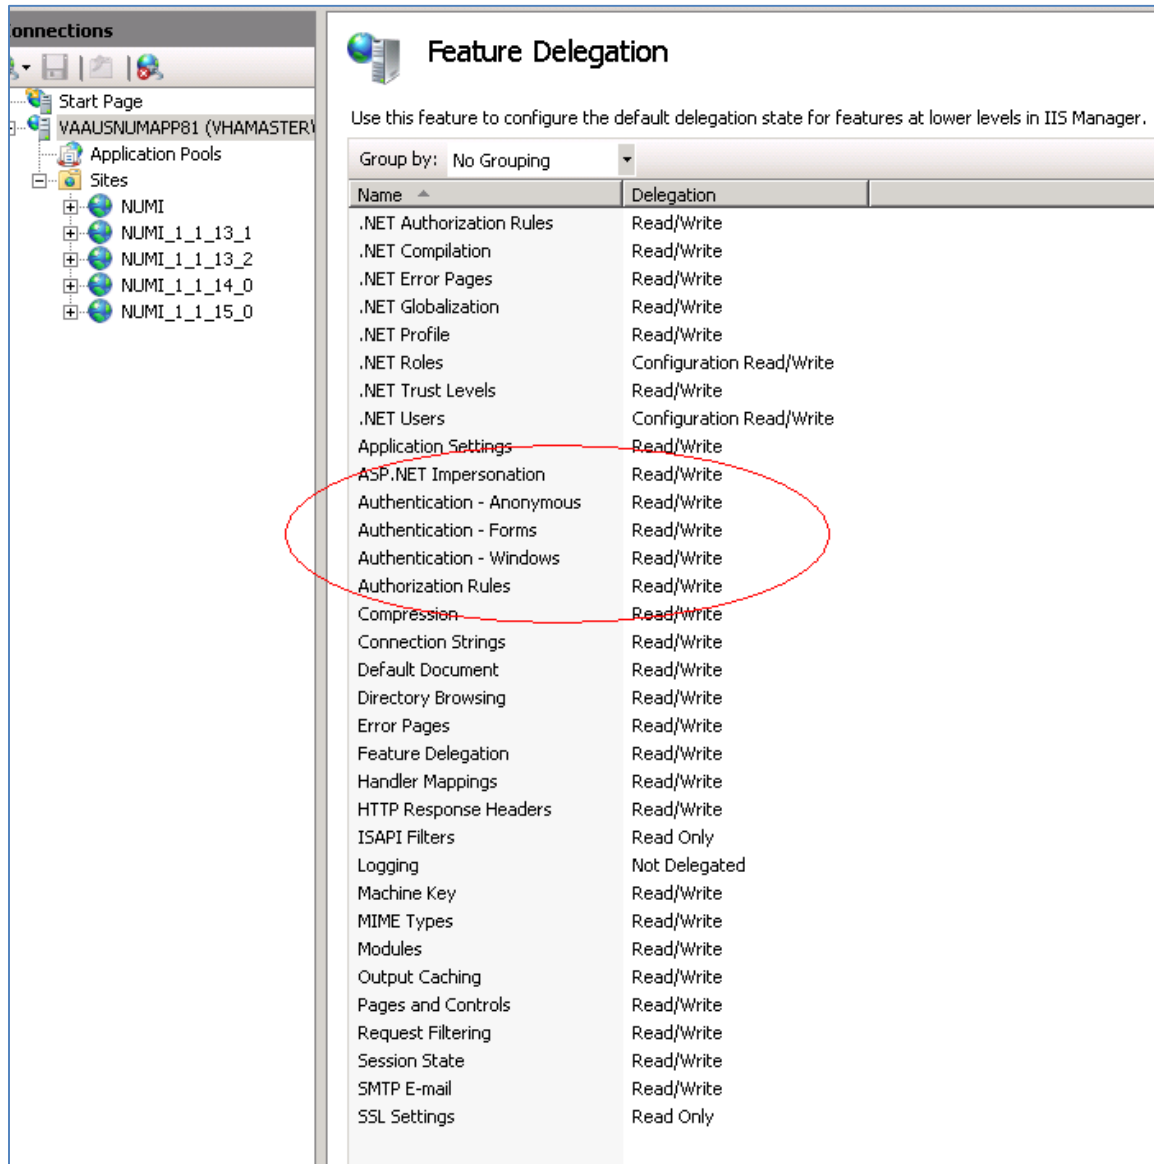 onnections
Start Page
VAAUSNUMAPP81 (VHAMASTER\
Application Pools
Sites
NUMI
NUMI_1_1_13_1
NUMI_1_1_13_2
NUMI_1_1_14_0
NUMI_1_1_15_0
Feature Delegation
Use this feature to configure the default delegation state for features at lower levels in IIS Manager.
Group by: No Grouping
Name Delegation
.NET Authorization Rules Read/Write
.NET Compilation Read/Write
.NET Error Pages Read/Write
.NET Globalization Read/Write
.NET Profile Read/Write
.NET Roles Configuration Read/Write
.NET Trust Levels Read/Write
.NET Users Configuration Read/Write
Application Settings Read/Write
ASP.NET Impersonation Read/Write
Authentication - Anonymous Read/Write
Authentication - Forms Read/Write
Authentication - Windows Read/Write
Authorization Rules Read/Write
Compression Read/Write
Connection Strings Read/Write
Default Document Read/Write
Directory Browsing Read/Write
Error Pages Read/Write
Feature Delegation Read/Write
Handler Mappings Read/Write
HTTP Response Headers Read/Write
ISAPI Filters Read Only
Logging Not Delegated
Machine Key Read/Write
MIME Types Read/Write
Modules Read/Write
Output Caching Read/Write
Pages and Controls Read/Write
Request Filtering Read/Write
Session State Read/Write
SMTP E-mail Read/Write
SSL Settings Read Only